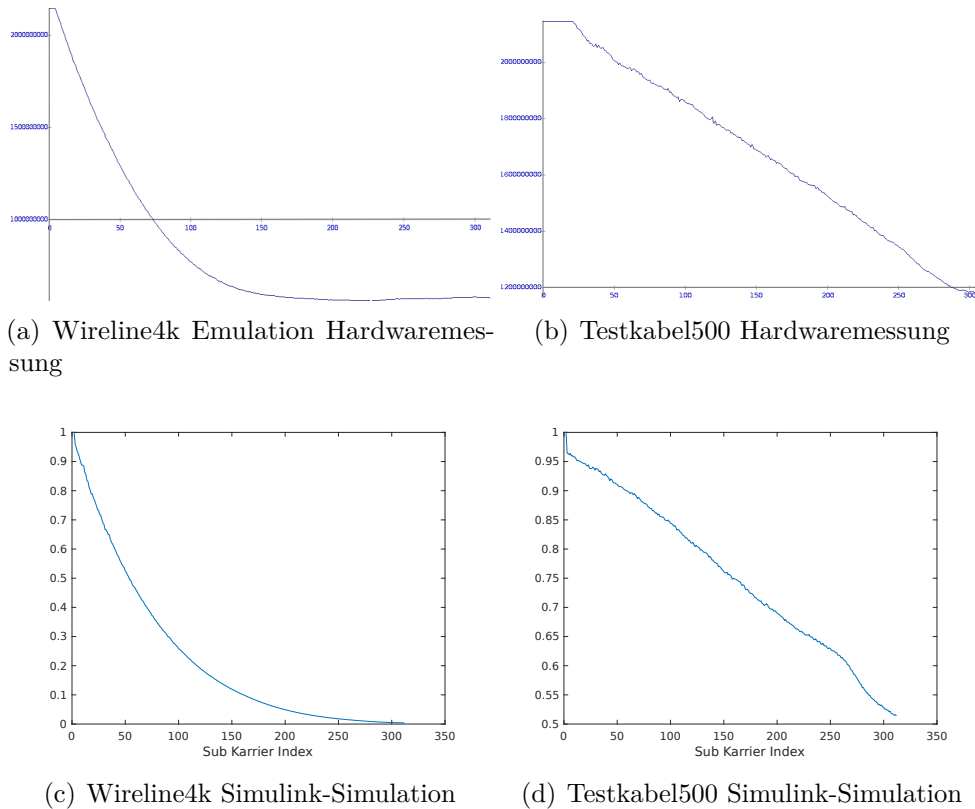 2000000000
1500000000
1000000000
0 50 100 150 200 250 300
2000000000
1800000000
1600000000
1400000000
1200000000
0 50 100 150 200 250 300
(a) Wireline4k Emulation Hardwaremes-
sung
(b) Testkabel500 Hardwaremessung
1
0.9
0.8
0.7
0.6
0.5
0.4
0.3
0.2
0.1
0
0 50 100 150 200 250 300 350
Sub Karrier Index
1
0.95
0.9
0.85
0.8
0.75
0.7
0.65
0.6
0.55
0.5
0 50 100 150 200 250 300 350
Sub Karrier Index
(c) Wireline4k Simulink-Simulation
(d) Testkabel500 Simulink-Simulation